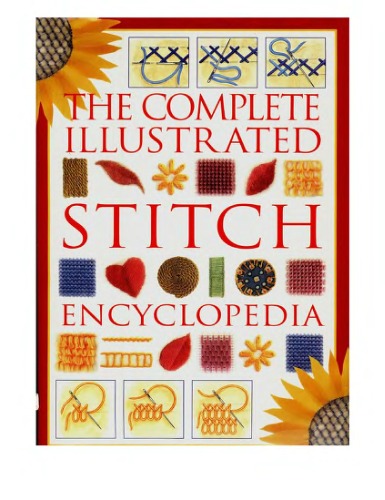 THE COMPLETE
ILLUSTRATED
STITCH
ENCYCLOPEDIA